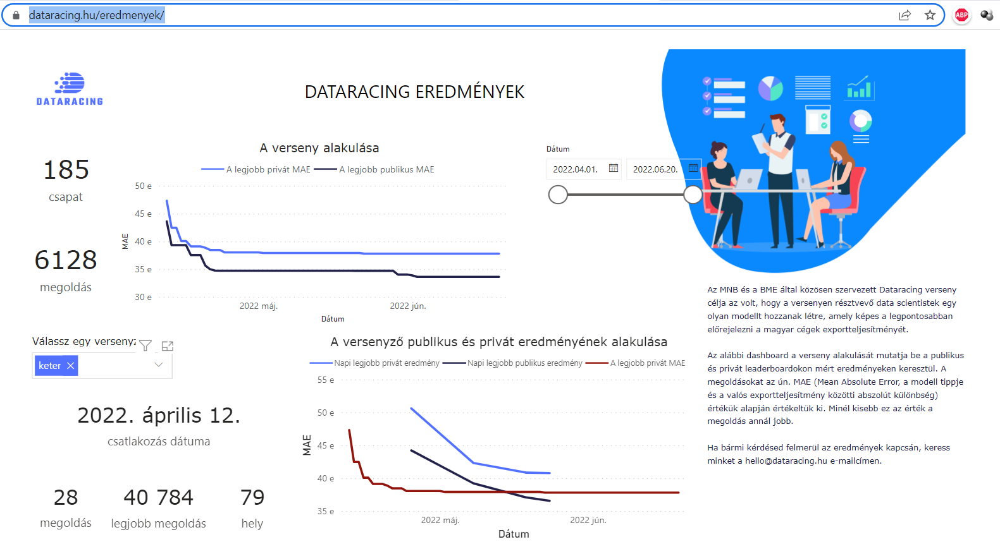 dataracing.hu/eredmenyek/
ABP
DATARACING
DATARACING EREDMÉNYEK
185
csapat
6128
megoldás
A verseny alakulása
A legjobb privát MAE
A legjobb publikus MAE
50 e
45 e
40 e
35 e
30 e
MAE
2022 máj.
2022 jún.
Dátum
Dátum
2022.04.01.
2022.06.20.
Az MNB és a BME által közösen szervezett Dataracing verseny
célja az volt, hogy a versenyen résztvevő data scientistek egy
olyan modellt hozzanak létre, amely képes a legpontosabban
előrejelezni a magyar cégek exportteljesítményét.
Az alábbi dashboard a verseny alakulását mutatja be a publikus
és privát leaderboardokon mért eredményeken keresztül. A
megoldásokat az ún. MAE (Mean Absolute Error, a modell tippje
és a valós exportteljesítmény közötti abszolút különbség)
értékük alapján értékeltük ki. Minél kisebb ez az érték a
megoldás annál jobb.
Ha bármi kérdésed felmerül az eredmények kapcsán, keress
minket a hello@dataracing.hu e-mailcímen.
Válassz egy versenyz
keter
2022. április 12.
csatlakozás dátuma
28
megoldás
40 784
legjobb megoldás
79
hely
A versenyző publikus és privát eredményének alakulása
Napi legjobb privát eredmény
Napi legjobb publikus eredmény
A legjobb privát MAE
55 e
50 e
45 e
40 e
35 e
MAE
2022 máj.
2022 jún.
Dátum